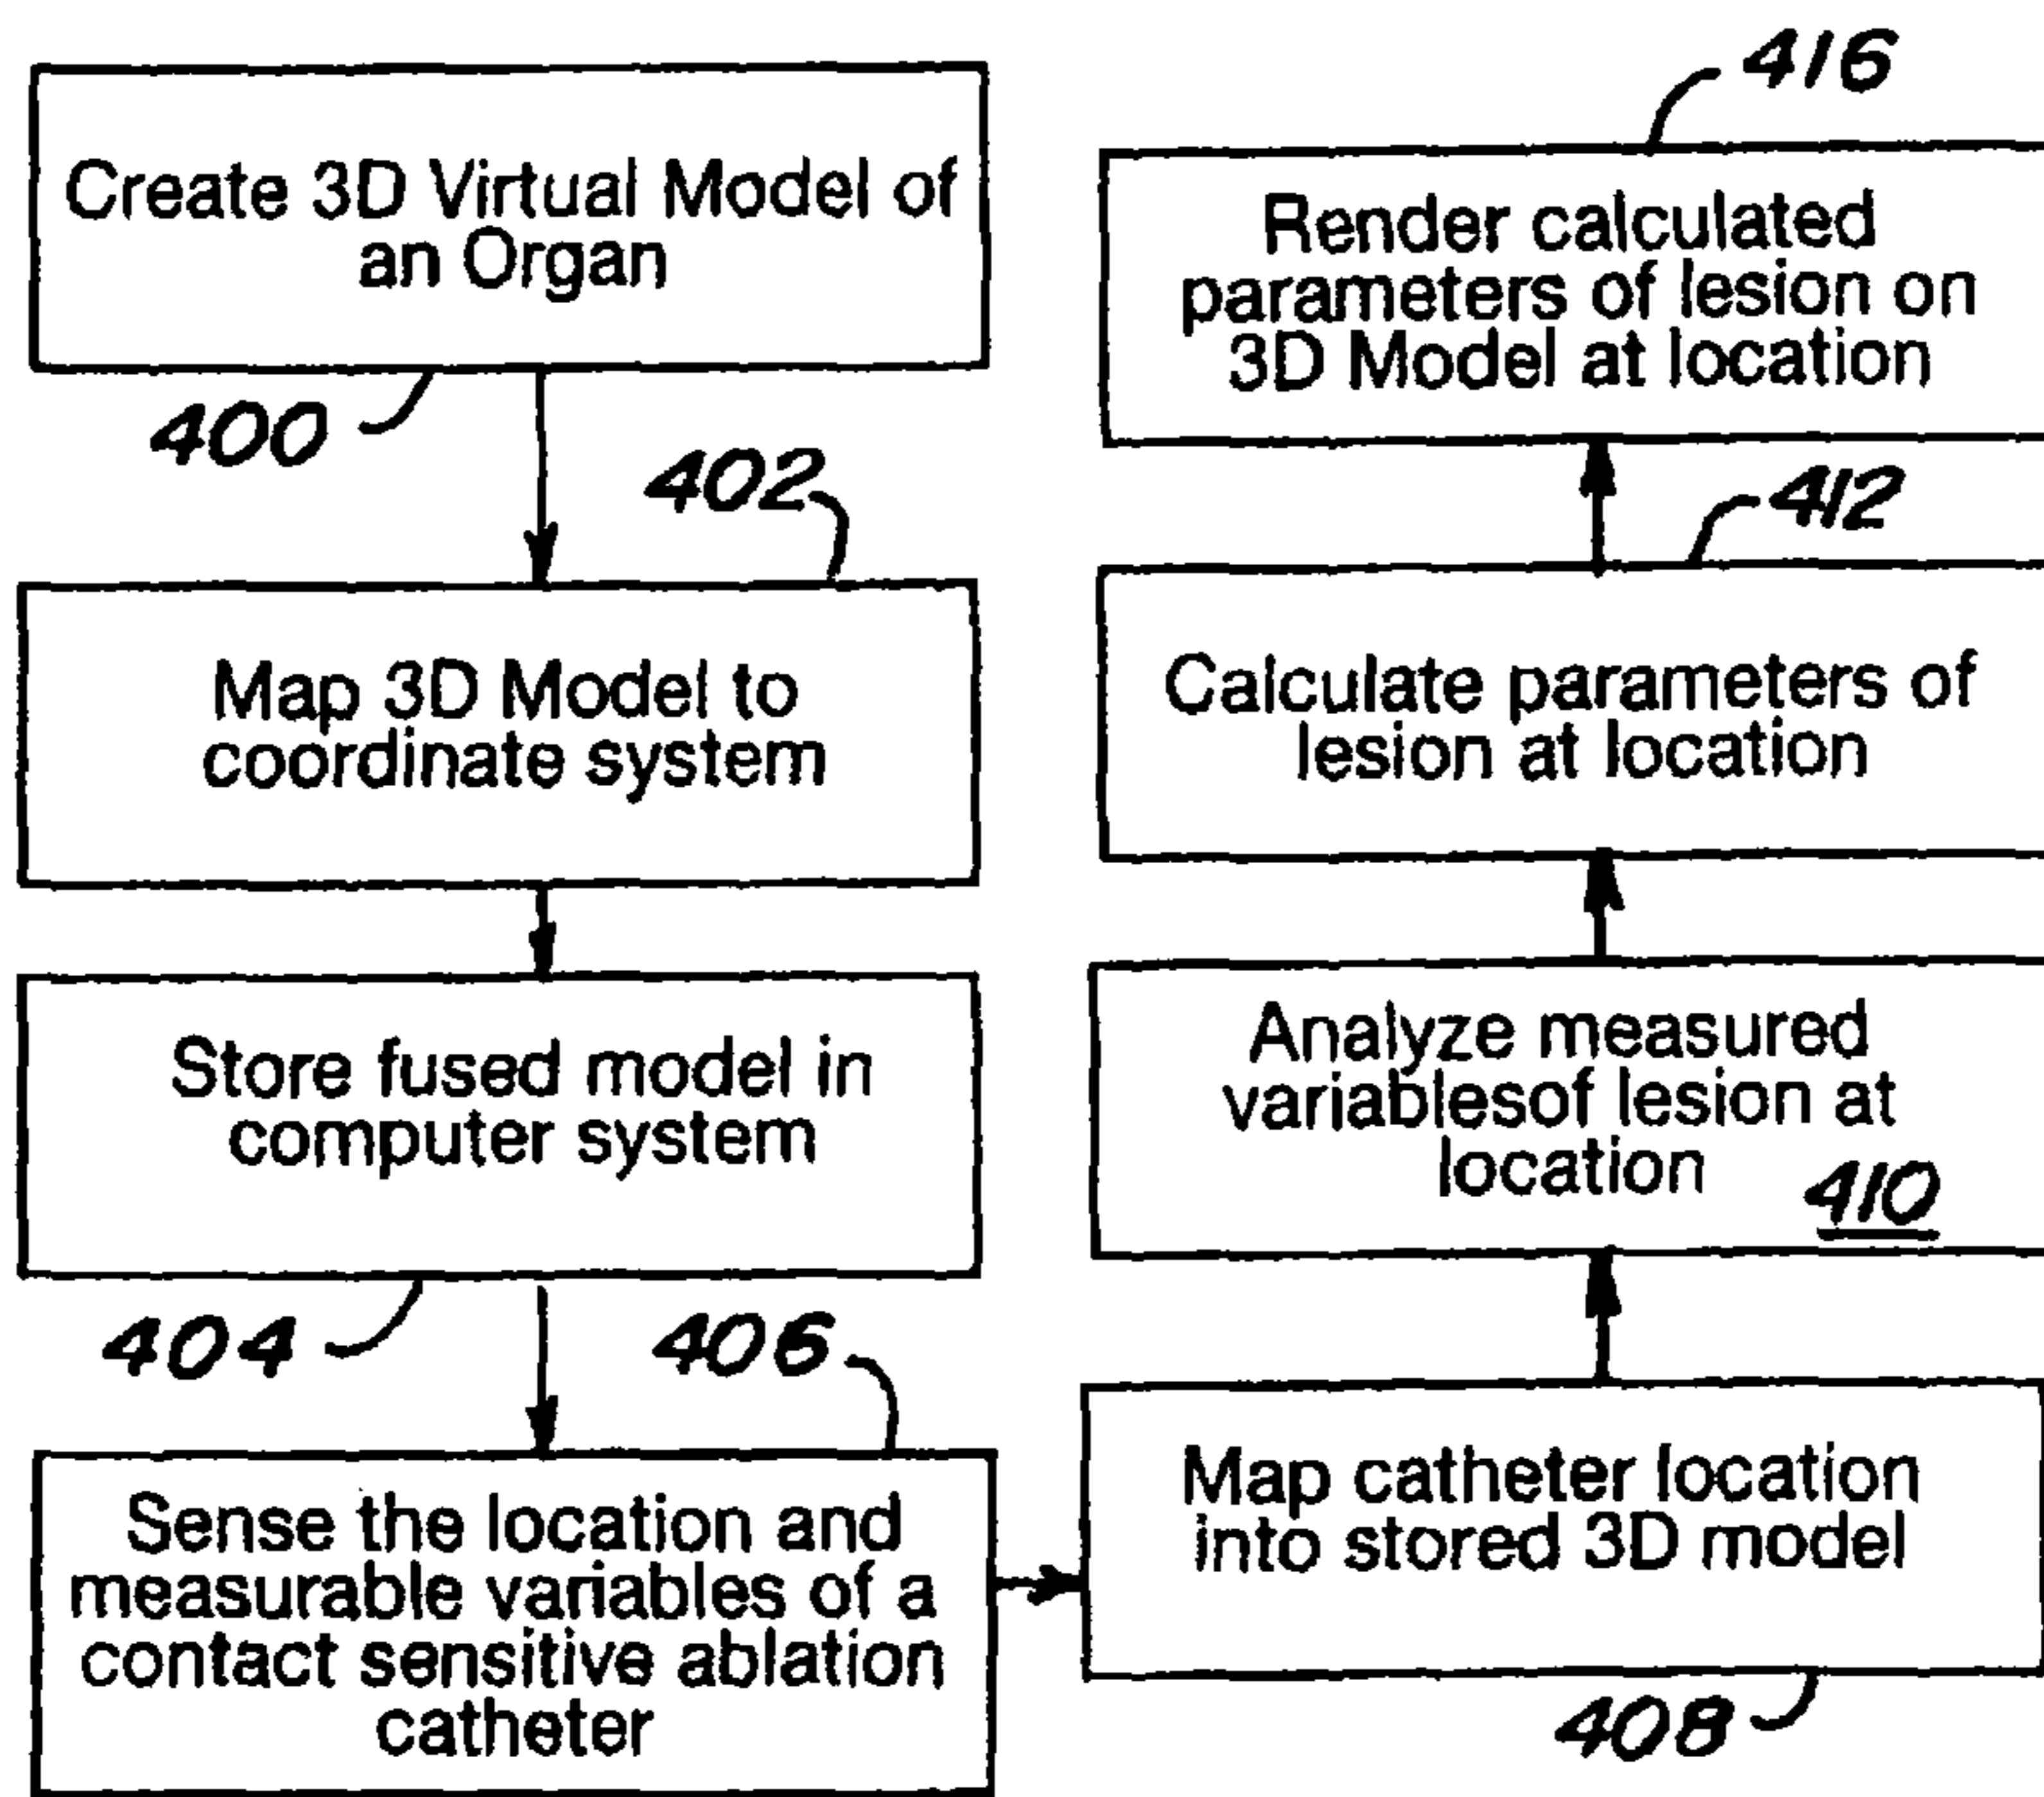 Create 3D Virtual Model of
an Organ
400
402
Map 3D Model to
coordinate system
Store fused model in
computer system
404
406
Sense the location and
measurable variables of a
contact sensitive ablation
catheter
Map catheter location
into stored 3D model
408
Analyze measured
variablesof lesion at
location
410
Calculate parameters of
lesion at location
412
Render calculated
parameters of lesion on
3D Model at location
416